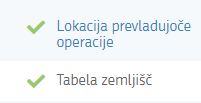 Lokacija prevladujoče
operacije
Tabela zemljišč